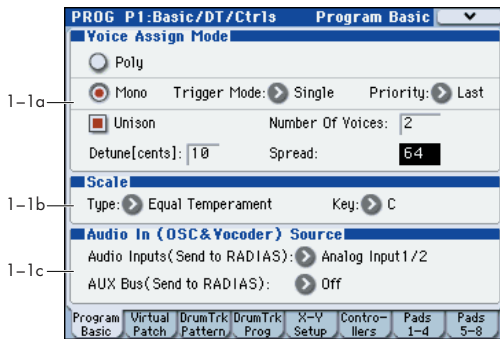 PROG P1:Basic/DT/Ctrls Program Basic
Voice Assign Mode
Poly
1-1a
Mono Trigger Mode: Single Priority: Last
Unison Number Of Voices: 2
Detune[cents]: 10 Spread: 64
Scale
1-1b
Type: Equal Temperament Key: C
Audio In (OSC&Vocoder) Source
Audio Inputs(Send to RADIAS): Analog Input1/2
1-1c
AUX Bus(Send to RADIAS): Off
Program Basic Virtual Patch DrumTrk Pattern DrumTrk Prog X-Y Setup Contro-llers Pads 1-4 Pads 5-8